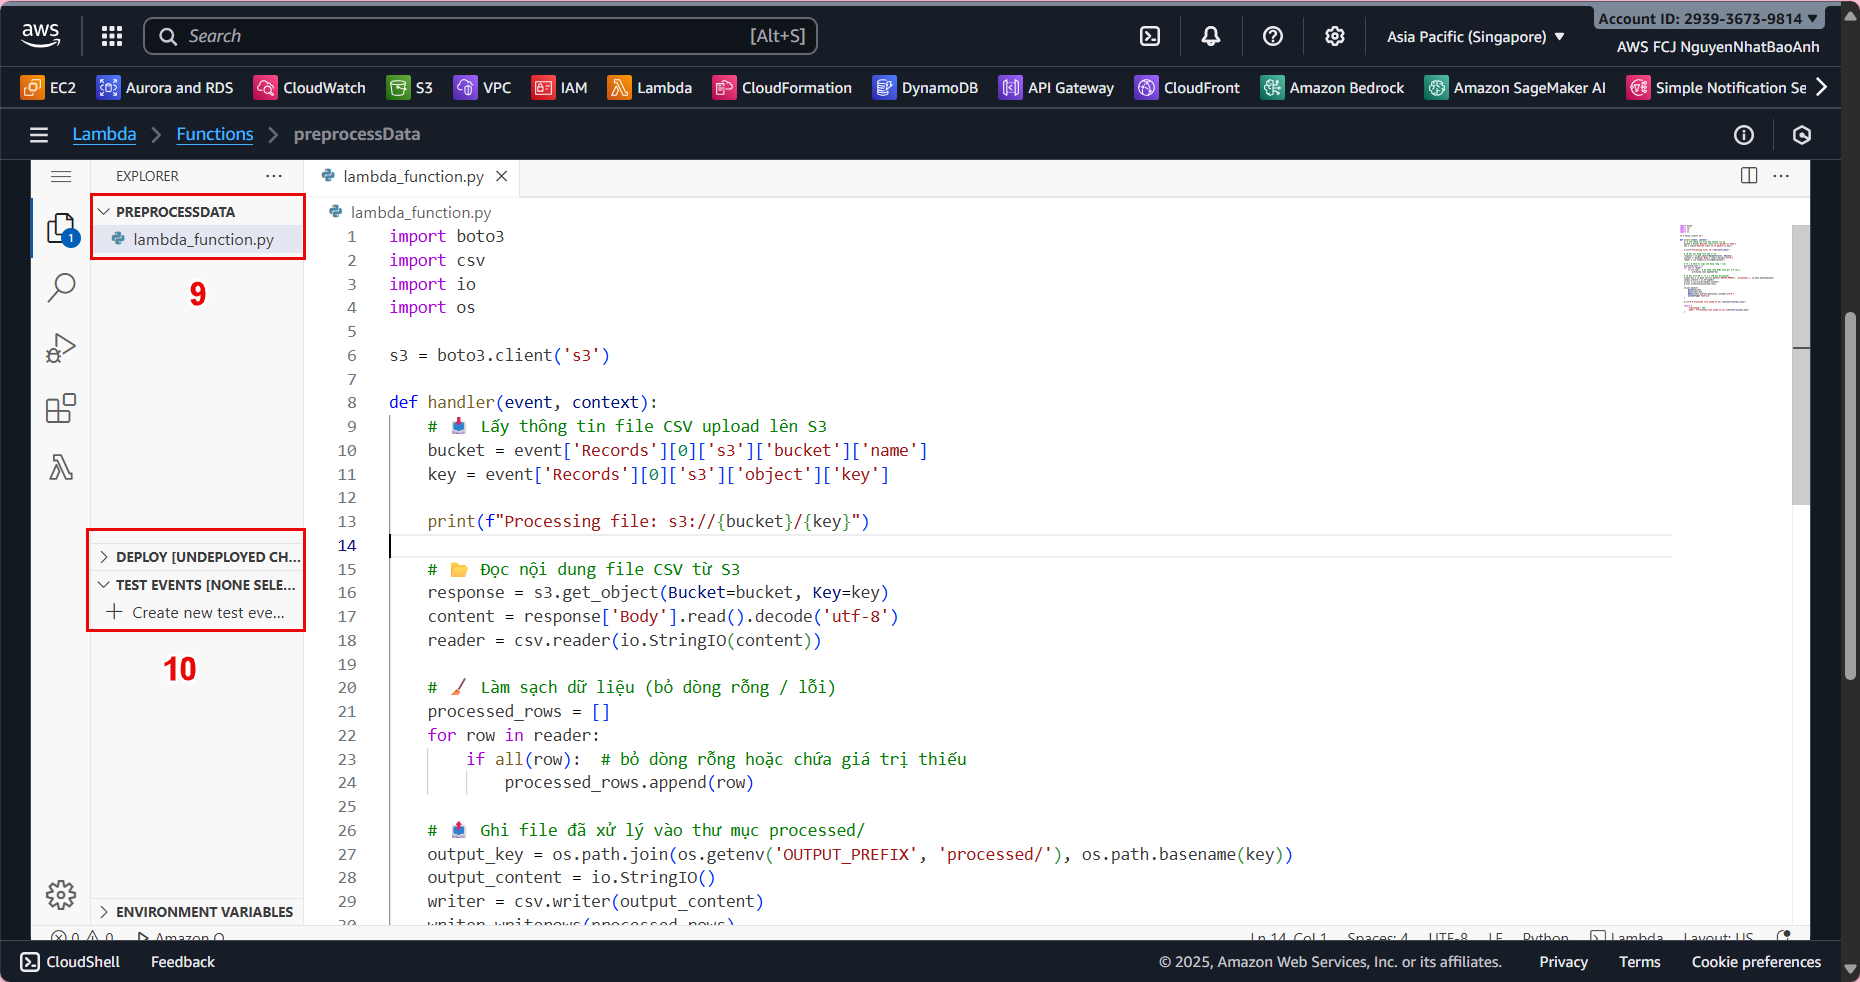 aws
Search [Alt+S]
Asia Pacific (Singapore) ▼
Account ID: 2939-3673-9814 ▼
AWS FCJ NguyenNhatBaoAnh
EC2 Aurora and RDS CloudWatch S3 VPC IAM Lambda CloudFormation DynamoDB API Gateway CloudFront Amazon Bedrock Amazon SageMaker AI Simple Notification Se
Lambda > Functions > preprocessData
EXPLORER ...
PREPROCESSDATA
lambda_function.py
9
DEPLOY [UNDEPLOYED CH...
TEST EVENTS [NONE SELE...
+ Create new test eve...
10
ENVIRONMENT VARIABLES
lambda_function.py
lambda_function.py
1 import boto3
2 import csv
3 import io
4 import os
5
6 s3 = boto3.client('s3')
7
8 def handler(event, context):
9 # 📥 Lấy thông tin file CSV upload lên S3
10 bucket = event['Records'][0]['s3']['bucket']['name']
11 key = event['Records'][0]['s3']['object']['key']
12
13 print(f"Processing file: s3://{bucket}/{key}")
14
15 # 📂 Đọc nội dung file CSV từ S3
16 response = s3.get_object(Bucket=bucket, Key=key)
17 content = response['Body'].read().decode('utf-8')
18 reader = csv.reader(io.StringIO(content))
19
20 # 🧹 Làm sạch dữ liệu (bỏ dòng rỗng / lỗi)
21 processed_rows = []
22 for row in reader:
23 if all(row): # bỏ dòng rỗng hoặc chứa giá trị thiếu
24 processed_rows.append(row)
25
26 # 📤 Ghi file đã xử lý vào thư mục processed/
27 output_key = os.path.join(os.getenv('OUTPUT_PREFIX', 'processed/'), os.path.basename(key))
28 output_content = io.StringIO()
29 writer = csv.writer(output_content)
30 writer.writerows(processed_rows)
0 0 Amazon Q
Ln 14, Col 1 Spaces: 4 UTF-8 LF Python Lambda Layout: US
CloudShell Feedback
© 2025, Amazon Web Services, Inc. or its affiliates. Privacy Terms Cookie preferences